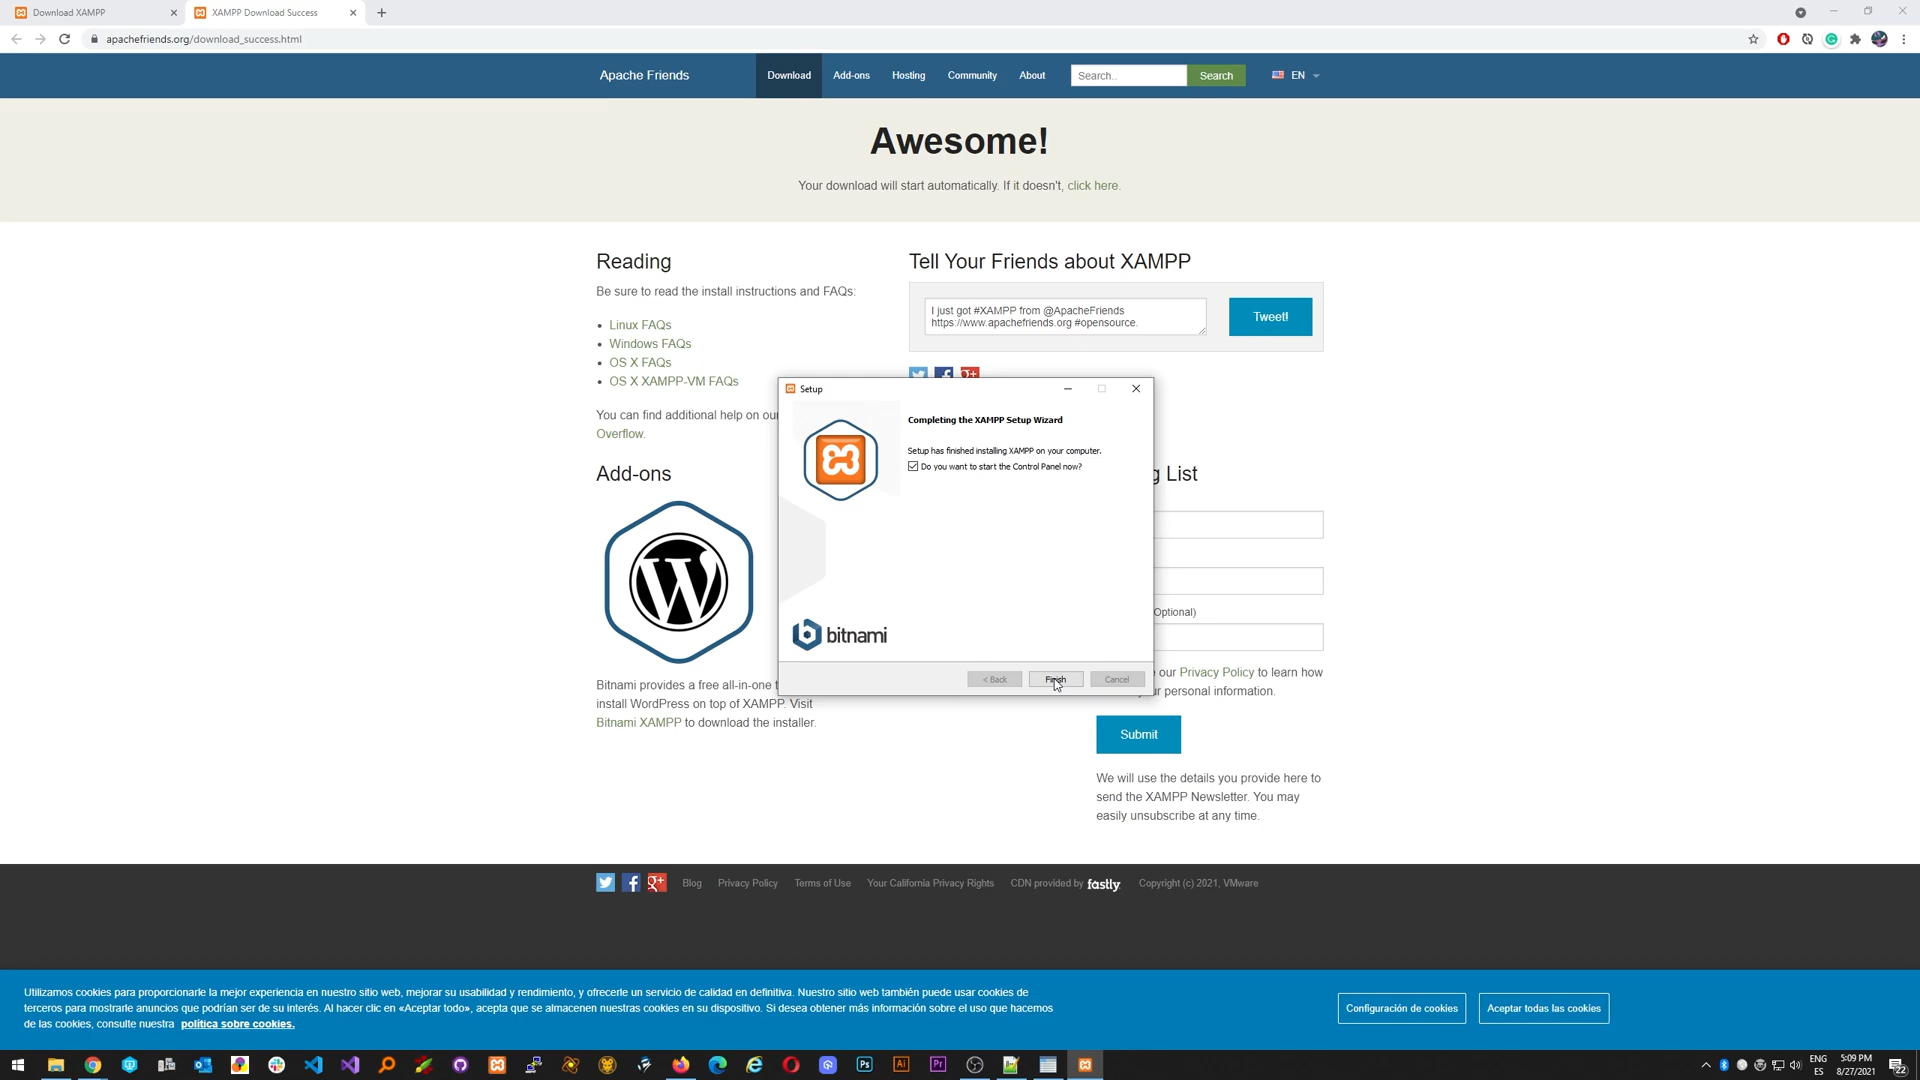 Download XAMPP
XAMPP Download Success
apachefriends.org/download_success.html
Apache Friends
Download
Add-ons
Hosting
Community
About
Search..
Search
EN
Awesome!
Your download will start automatically. If it doesn't, click here.
Reading
Be sure to read the install instructions and FAQs:
Linux FAQs
Windows FAQs
OS X FAQs
OS X XAMPP-VM FAQs
You can find additional help on our
Overflow.
Tell Your Friends about XAMPP
I just got #XAMPP from @ApacheFriends
https://www.apachefriends.org #opensource.
Tweet!
Setup
Completing the XAMPP Setup Wizard
Setup has finished installing XAMPP on your computer.
Do you want to start the Control Panel now?
bitnami
< Back
Finish
Cancel
Add-ons
Bitnami provides a free all-in-one
install WordPress on top of XAMPP. Visit
Bitnami XAMPP to download the installer.
g List
Optional)
our Privacy Policy to learn how
personal information.
Submit
We will use the details you provide here to
send the XAMPP Newsletter. You may
easily unsubscribe at any time.
Blog
Privacy Policy
Terms of Use
Your California Privacy Rights
CDN provided by fastly
Copyright (c) 2021, VMware
Utilizamos cookies para proporcionarle la mejor experiencia en nuestro sitio web, mejorar su usabilidad y rendimiento, y ofrecerle un servicio de calidad en definitiva. Nuestro sitio web también puede usar cookies de
terceros para mostrarle anuncios que podrían ser de su interés. Al hacer clic en «Aceptar todo», acepta que se almacenen nuestras cookies en su dispositivo. Si desea obtener más información sobre el uso que hacemos
de las cookies, consulte nuestra política sobre cookies.
Configuración de cookies
Aceptar todas las cookies
ENG
ES
5:09 PM
8/27/2021
22